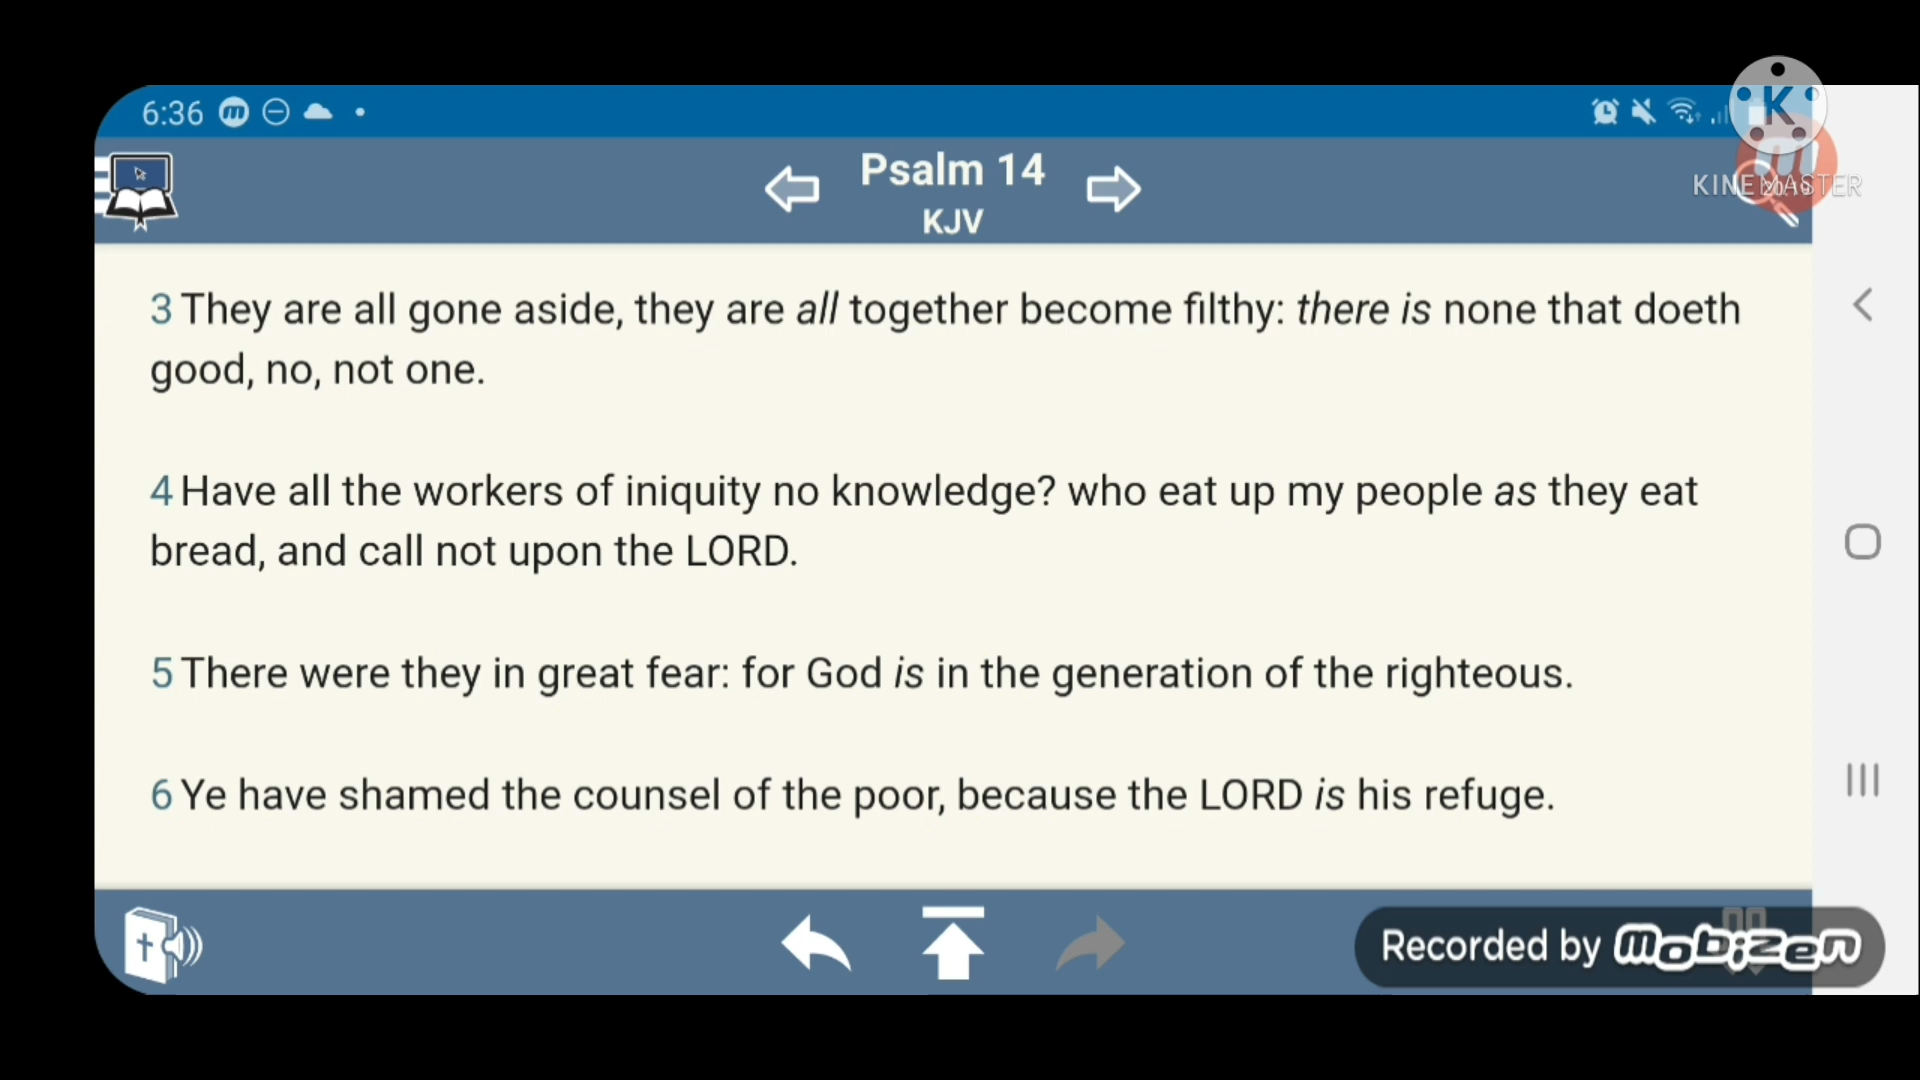 6:36
Psalm 14
KJV
KINEMASTER
3 They are all gone aside, they are all together become filthy: there is none that doeth
good, no, not one.
4 Have all the workers of iniquity no knowledge? who eat up my people as they eat
bread, and call not upon the LORD.
5 There were they in great fear: for God is in the generation of the righteous.
6 Ye have shamed the counsel of the poor, because the LORD is his refuge.
Recorded by mobizen